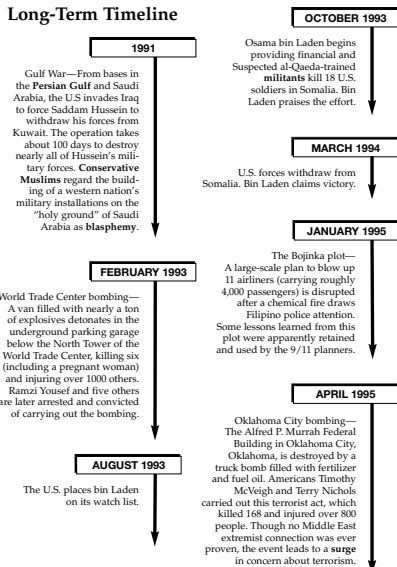 Long-Term Timeline
1991
Gulf War—From bases in
the Persian Gulf and Saudi
Arabia, the U.S invades Iraq
to force Saddam Hussein to
withdraw his forces from
Kuwait. The operation takes
about 100 days to destroy
nearly all of Hussein's mili-
tary forces. Conservative
Muslims regard the build-
ing of a western nation's
military installations on the
"holy ground" of Saudi
Arabia as blasphemy.
FEBRUARY 1993
World Trade Center bombing—
A van filled with nearly a ton
of explosives detonates in the
underground parking garage
below the North Tower of the
World Trade Center, killing six
(including a pregnant woman)
and injuring over 1000 others.
Ramzi Yousef and five others
are later arrested and convicted
of carrying out the bombing.
AUGUST 1993
The U.S. places bin Laden
on its watch list.
OCTOBER 1993
Osama bin Laden begins
providing financial and
Suspected al-Qaeda-trained
militants kill 18 U.S.
soldiers in Somalia. Bin
Laden praises the effort.
MARCH 1994
U.S. forces withdraw from
Somalia. Bin Laden claims victory.
JANUARY 1995
The Bojinka plot—
A large-scale plan to blow up
11 airliners (carrying roughly
4,000 passengers) is disrupted
after a chemical fire draws
Filipino police attention.
Some lessons learned from this
plot were apparently retained
and used by the 9/11 planners.
APRIL 1995
Oklahoma City bombing—
The Alfred P. Murrah Federal
Building in Oklahoma City,
Oklahoma, is destroyed by a
truck bomb filled with fertilizer
and fuel oil. Americans Timothy
McVeigh and Terry Nichols
carried out this terrorist act, which
killed 168 and injured over 800
people. Though no Middle East
extremist connection was ever
proven, the event leads to a surge
in concern about terrorism.